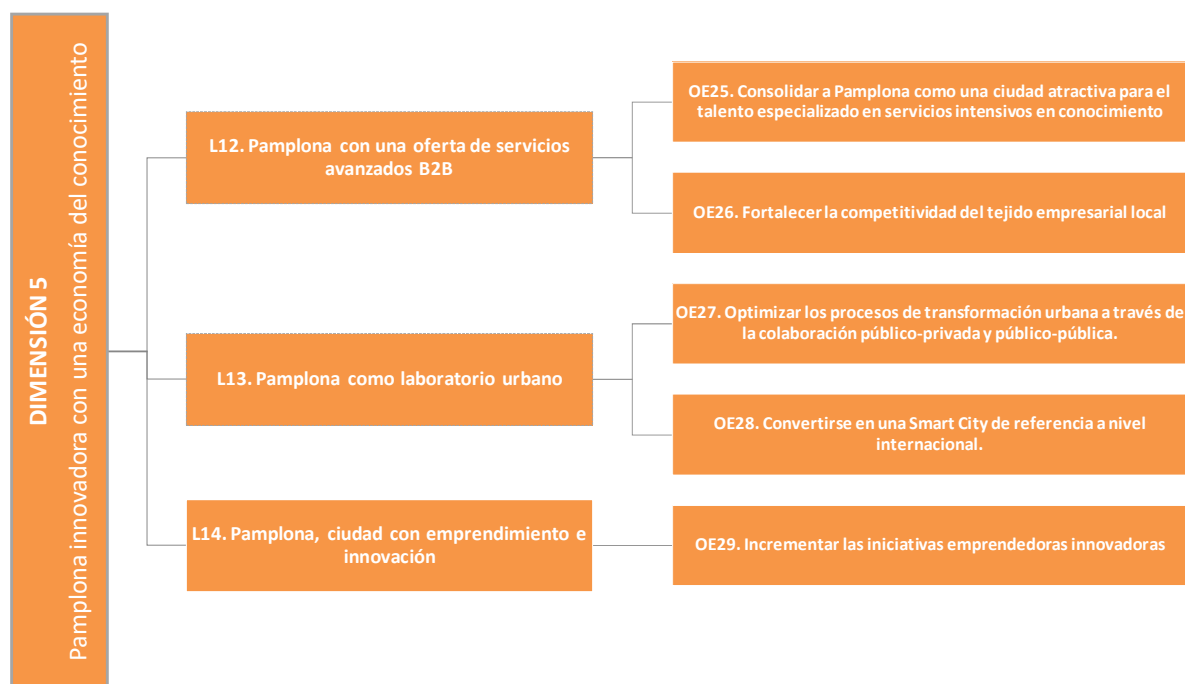 DIMENSIÓN 5
Pamplona innovadora con una economía del conocimiento
L12. Pamplona con una oferta de servicios
avanzados B2B
OE25. Consolidar a Pamplona como una ciudad atractiva para el
talento especializado en servicios intensivos en conocimiento
OE26. Fortalecer la competitividad del tejido empresarial local
L13. Pamplona como laboratorio urbano
OE27. Optimizar los procesos de transformación urbana a través de
la colaboración público-privada y público-pública.
OE28. Convertirse en una Smart City de referencia a nivel
internacional.
L14. Pamplona, ciudad con emprendimiento e
innovación
OE29. Incrementar las iniciativas emprendedoras innovadoras